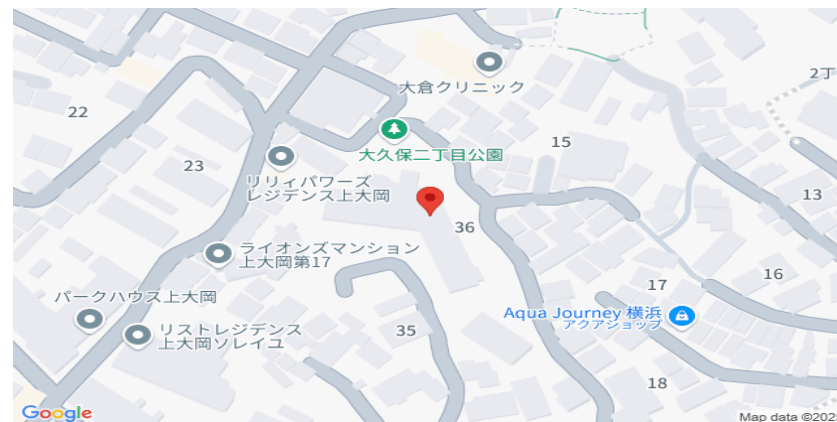 大倉クリニック
2丁
22
大久保二丁目公園
15
23
リリィパワーズ
レジデンス上大岡
13
36
ライオンズマンション
上大岡第17
16
17
パークハウス上大岡
Aqua Journey 横浜
アクアショップ
リストレジデンス
上大岡ソレイユ
35
18
Google
Map data ©202